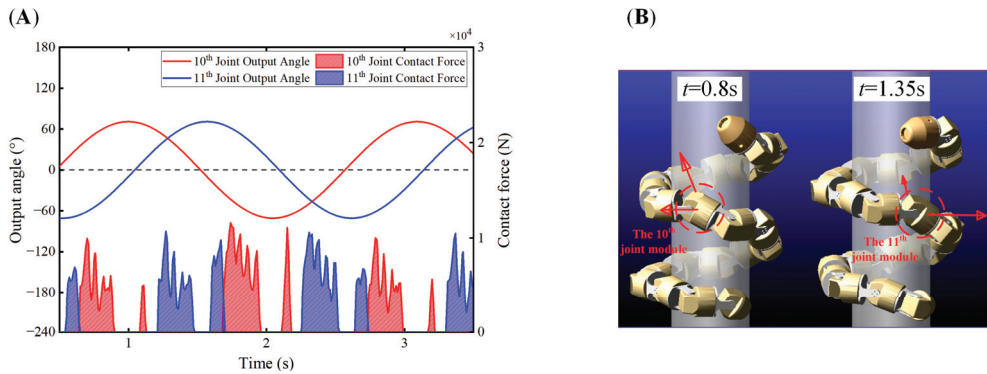 (A)
(B)
×10⁴
180
120
60
0
−60
−120
−180
−240
Output angle (°)
10th Joint Output Angle
10th Joint Contact Force
11th Joint Output Angle
11th Joint Contact Force
3
2
1
0
Contact force (N)
1
2
3
Time (s)
t=0.8s
t=1.35s
The 10th
joint module
The 11th
joint module